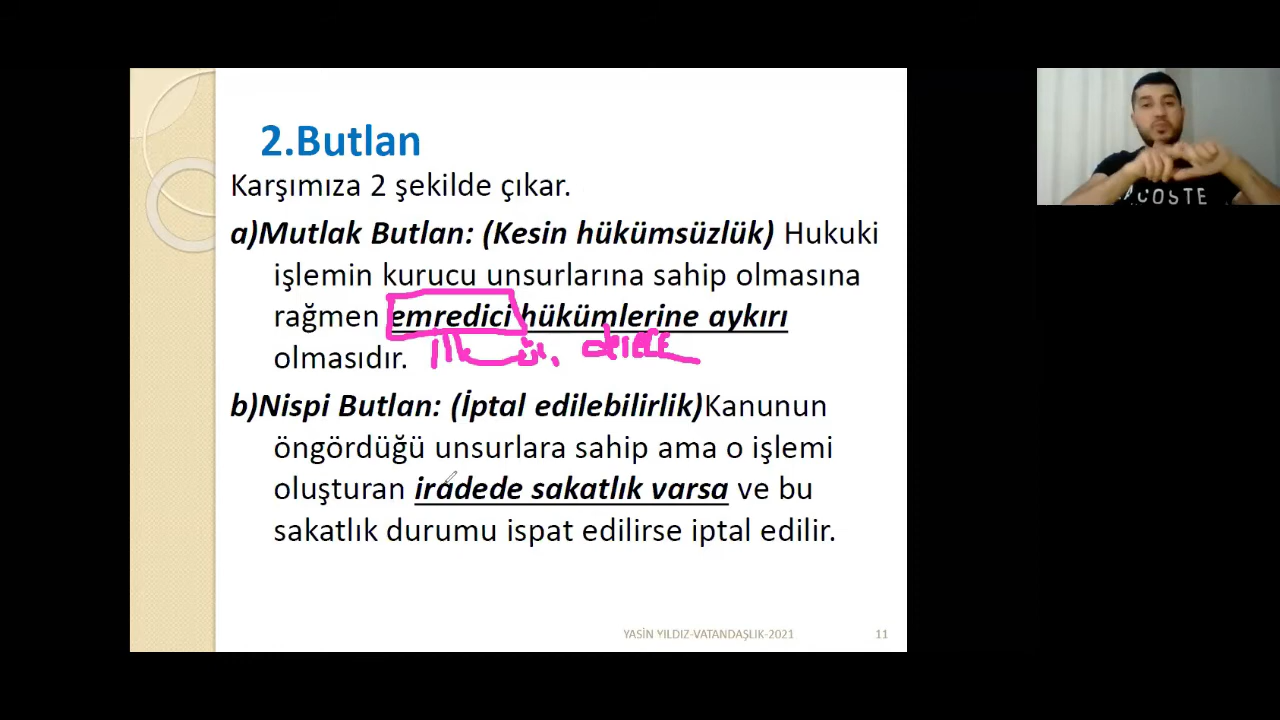 2.Butlan
Karşımıza 2 şekilde çıkar.
a)Mutlak Butlan: (Kesin hükümsüzlük) Hukuki
işlemin kurucu unsurlarına sahip olmasına
rağmen emredici hükümlerine aykırı
olmasıdır.
b)Nispi Butlan: (İptal edilebilirlik)Kanunun
öngördüğü unsurlara sahip ama o işlemi
oluşturan iradede sakatlık varsa ve bu
sakatlık durumu ispat edilirse iptal edilir.
YASİN YILDIZ-VATANDAŞLIK-2021
11
ACOSTE